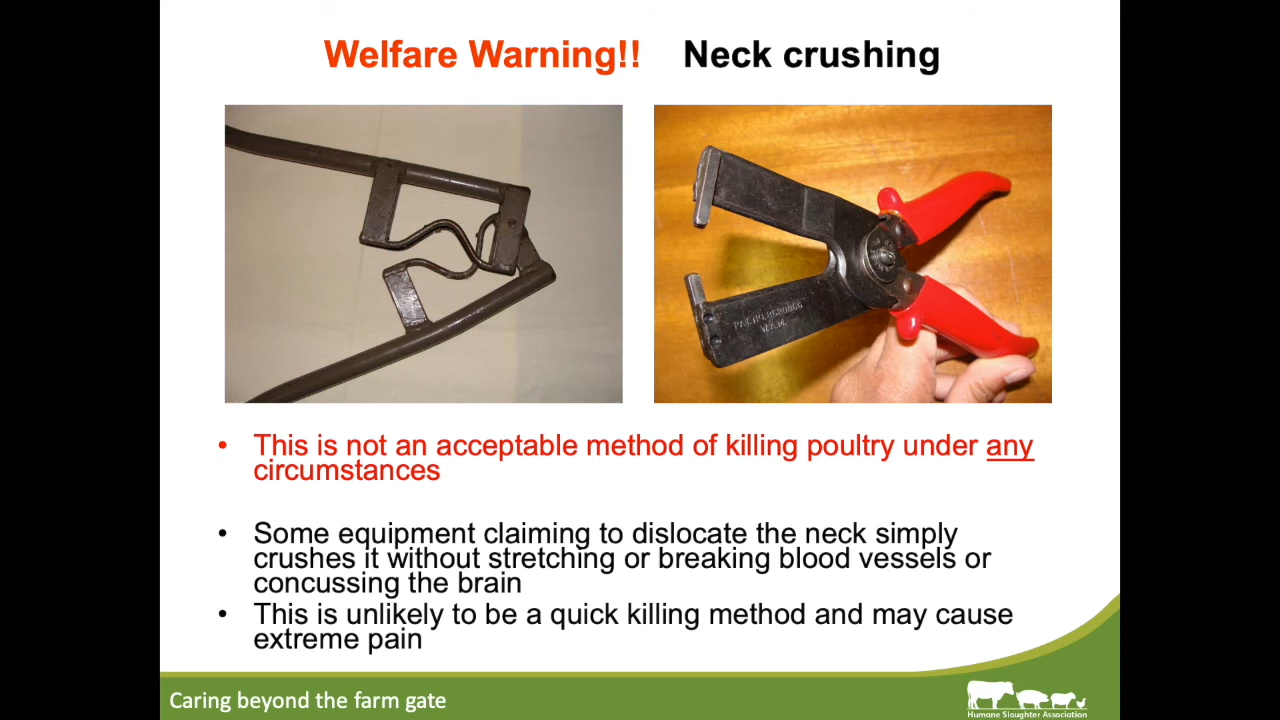 Welfare Warning!! Neck crushing
• This is not an acceptable method of killing poultry under any
circumstances
• Some equipment claiming to dislocate the neck simply
crushes it without stretching or breaking blood vessels or
concussing the brain
• This is unlikely to be a quick killing method and may cause
extreme pain
Caring beyond the farm gate
Humane Slaughter Association